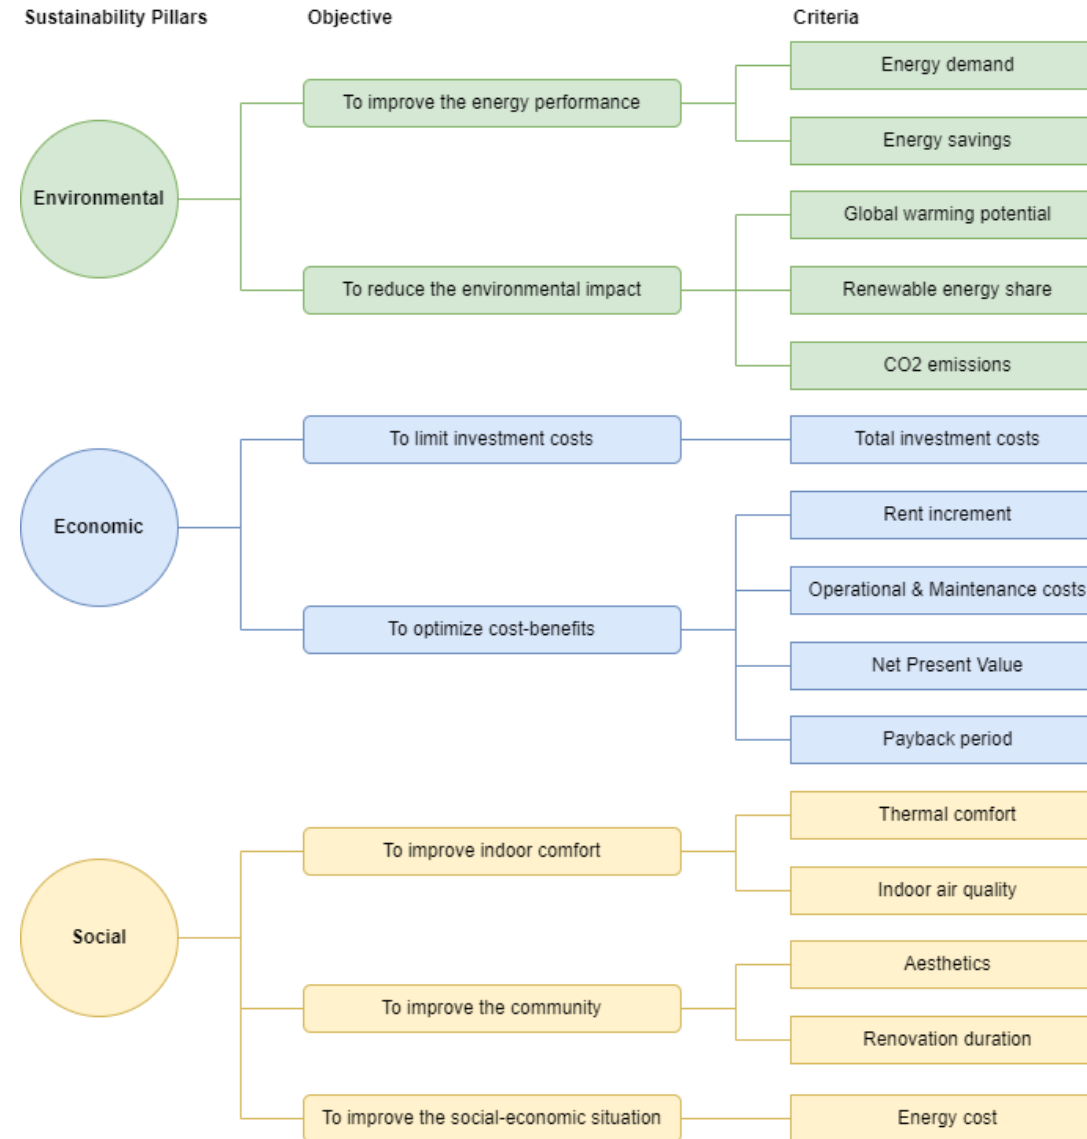 Sustainability Pillars
Objective
Criteria
Environmental
To improve the energy performance
Energy demand
Energy savings
To reduce the environmental impact
Global warming potential
Renewable energy share
CO2 emissions
Economic
To limit investment costs
Total investment costs
To optimize cost-benefits
Rent increment
Operational & Maintenance costs
Net Present Value
Payback period
Social
To improve indoor comfort
Thermal comfort
Indoor air quality
To improve the community
Aesthetics
Renovation duration
To improve the social-economic situation
Energy cost